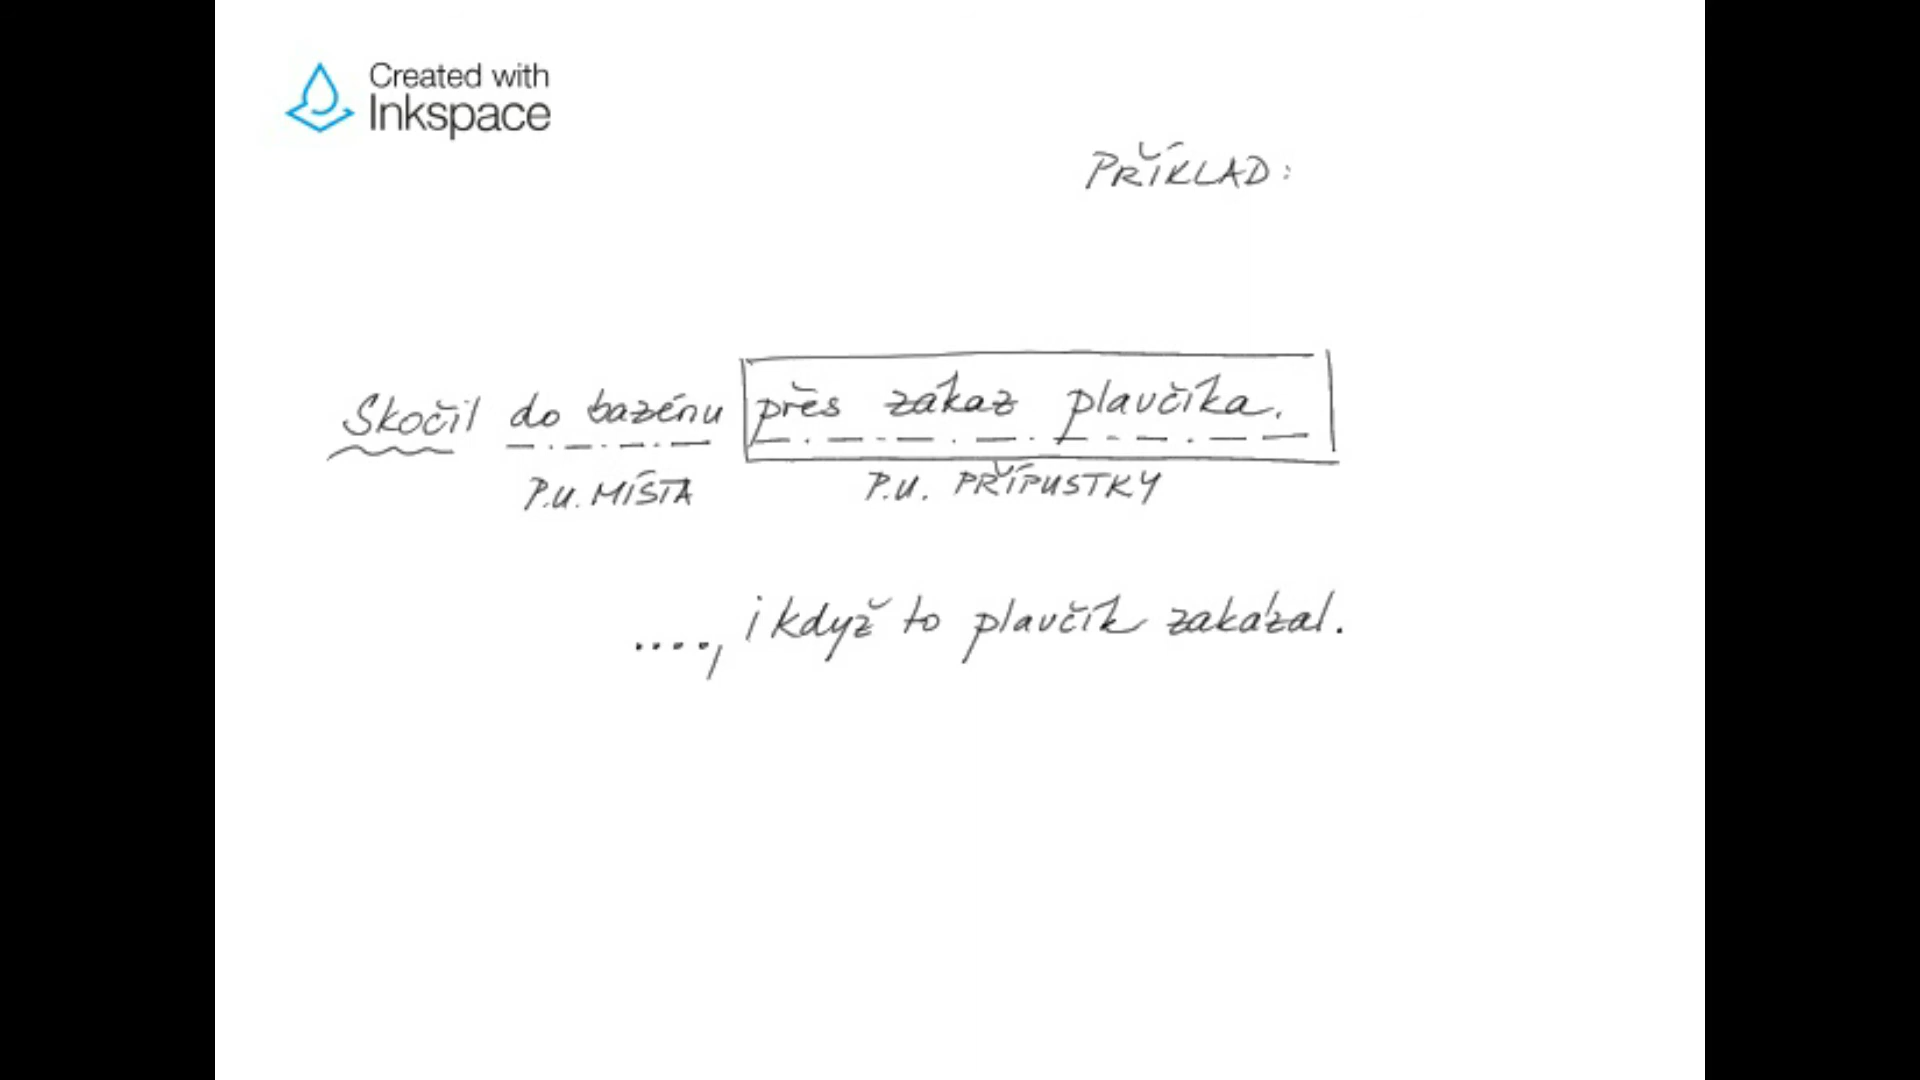 Created with
Inkspace
PŘÍKLAD:
Skočil do bazénu přes zákaz plavčíka.
P.U. MÍSTA P.U. PŘÍPUSTKY
...., i když to plavčík zakázal.